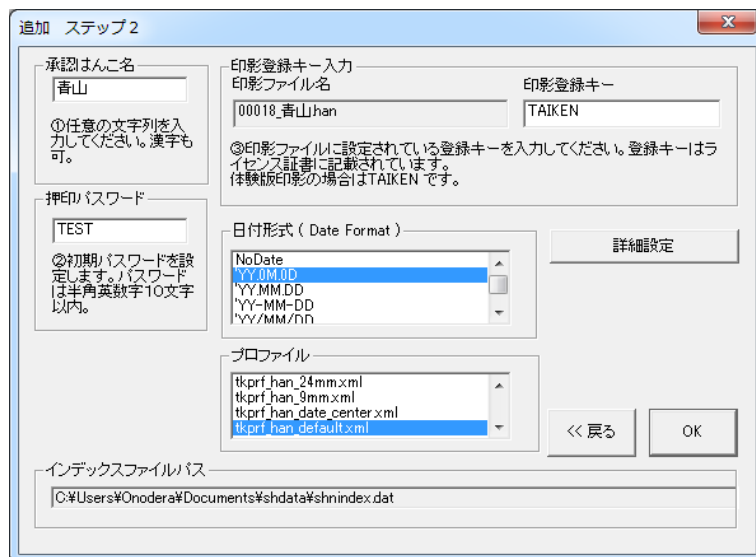 追加 ステップ2
承認はんこ名
青山
①任意の文字列を入
力してください。漢字も
可。
押印パスワード
TEST
②初期パスワードを設
定します。パスワード
は半角英数字10文字
以内。
印影登録キー入力
印影ファイル名
00018_青山.han
印影登録キー
TAIKEN
③印影ファイルに設定されている登録キーを入力してください。登録キーはラ
イセンス証書に記載されています。
体験版印影の場合はTAIKEN です。
日付形式 ( Date Format )
NoDate
'YY.0M.0D
'YY.MM.DD
'YY-MM-DD
'YY/MM/DD
詳細設定
プロファイル
tkprf_han_24mm.xml
tkprf_han_9mm.xml
tkprf_han_date_center.xml
tkprf_han_default.xml
<< 戻る
OK
インデックスファイルパス
C:¥Users¥Onodera¥Documents¥shdata¥shnindex.dat